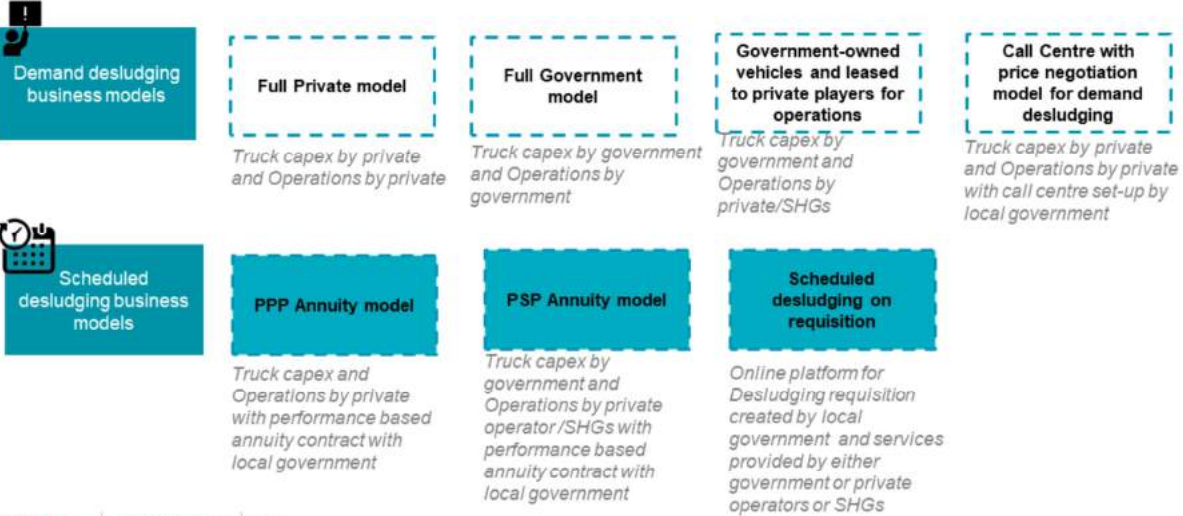 !
Demand desludging
business models
Full Private model
Truck capex by private
and Operations by private
Full Government
model
Truck capex by government
and Operations by
government
Government-owned
vehicles and leased
to private players for
operations
Truck capex by
government and
Operations by
private/SHGs
Call Centre with
price negotiation
model for demand
desludging
Truck capex by private
and Operations by private
with call centre set-up by
local government
Scheduled
desludging business
models
PPP Annuity model
Truck capex and
Operations by private
with performance based
annuity contract with
local government
PSP Annuity model
Truck capex by
government and
Operations by private
operator/SHGs with
performance based
annuity contract with
local government
Scheduled
desludging on
requisition
Online platform for
Desludging requisition
created by local
government and services
provided by either
government or private
operators or SHGs